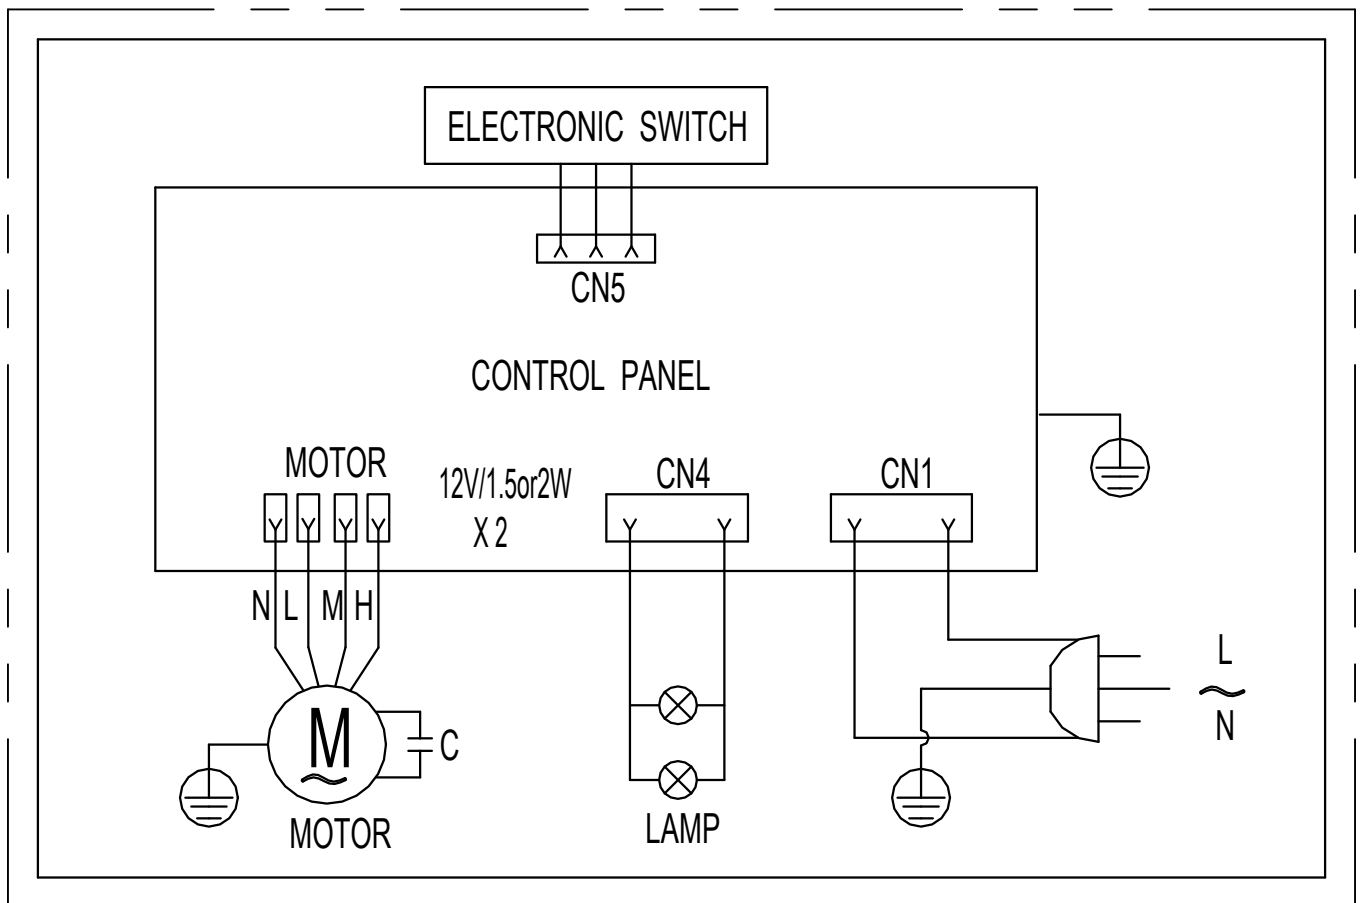 ELECTRONIC SWITCH
CN5
CONTROL PANEL
MOTOR
12V/1.5or2W
X 2
CN4
CN1
N L M H
L
N
M
C
MOTOR
LAMP